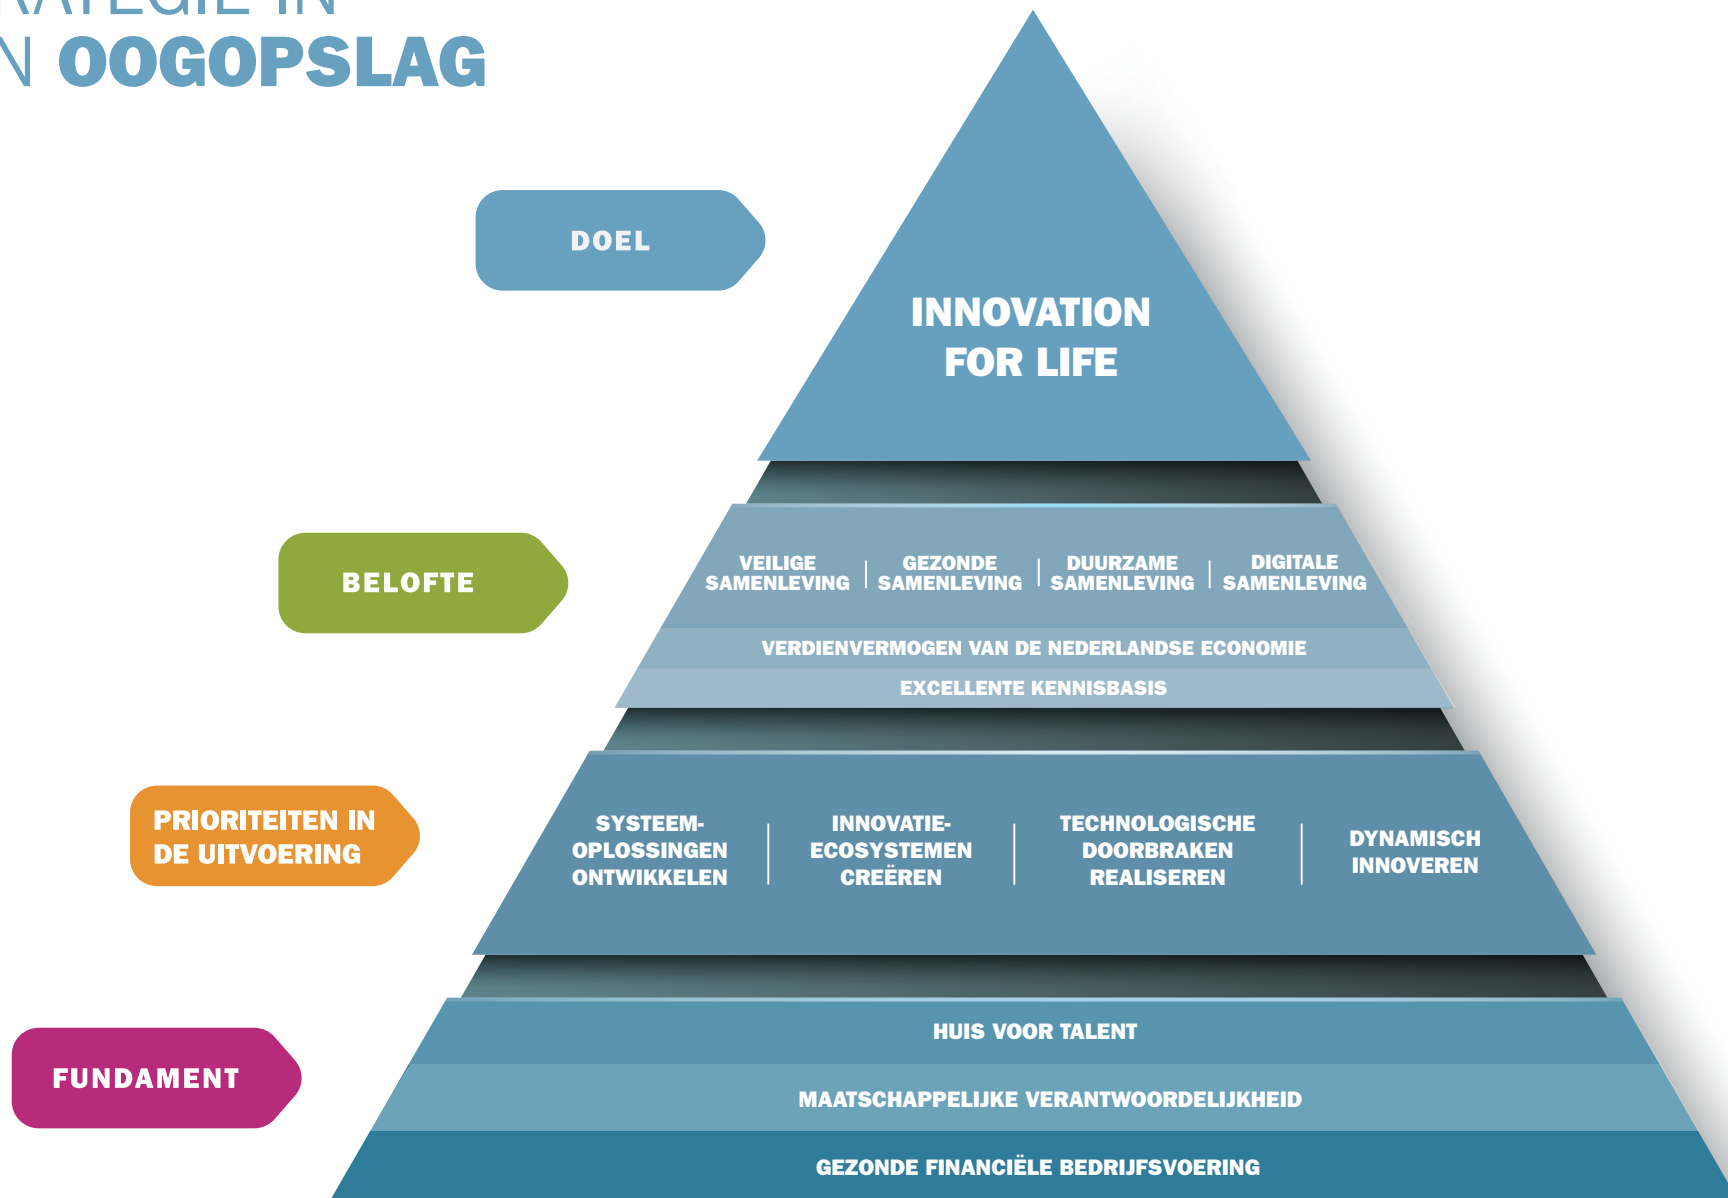 RATEGIE IN
N OOGOPSLAG
DOEL
INNOVATION
FOR LIFE
BELOFTE
VEILIGE
SAMENLEVING
GEZONDE
SAMENLEVING
DUURZAME
SAMENLEVING
DIGITALE
SAMENLEVING
VERDIENVERMOGEN VAN DE NEDERLANDSE ECONOMIE
EXCELLENTE KENNISBASIS
PRIORITEITEN IN
DE UITVOERING
SYSTEEM-
OPLOSSINGEN
ONTWIKKELEN
INNOVATIE-
ECOSYSTEMEN
CREËREN
TECHNOLOGISCHE
DOORBRAKEN
REALISEREN
DYNAMISCH
INNOVEREN
FUNDAMENT
HUIS VOOR TALENT
MAATSCHAPPELIJKE VERANTWOORDELIJKHEID
GEZONDE FINANCIËLE BEDRIJFSVOERING